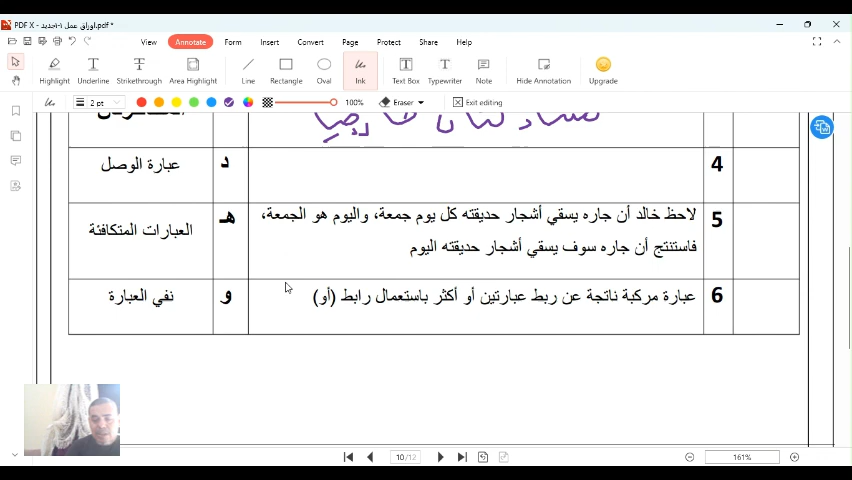 PDF X - اوراق عمل ١-١جديد.pdf *
View Annotate Form Insert Convert Page Protect Share Help
Highlight Underline Strikethrough Area Highlight Line Rectangle Oval Ink Text Box Typewriter Note Hide Annotation Upgrade
2 pt 100% Eraser Exit editing
4 د عبارة الوصل
5 لاحظ خالد أن جاره يسقي أشجار حديقته كل يوم جمعة، واليوم هو الجمعة، هـ العبارات المتكافئة
فاستنتج أن جاره سوف يسقي أشجار حديقته اليوم
6 عبارة مركبة ناتجة عن ربط عبارتين أو أكثر باستعمال رابط (أو) و نفي العبارة
10/12 161%